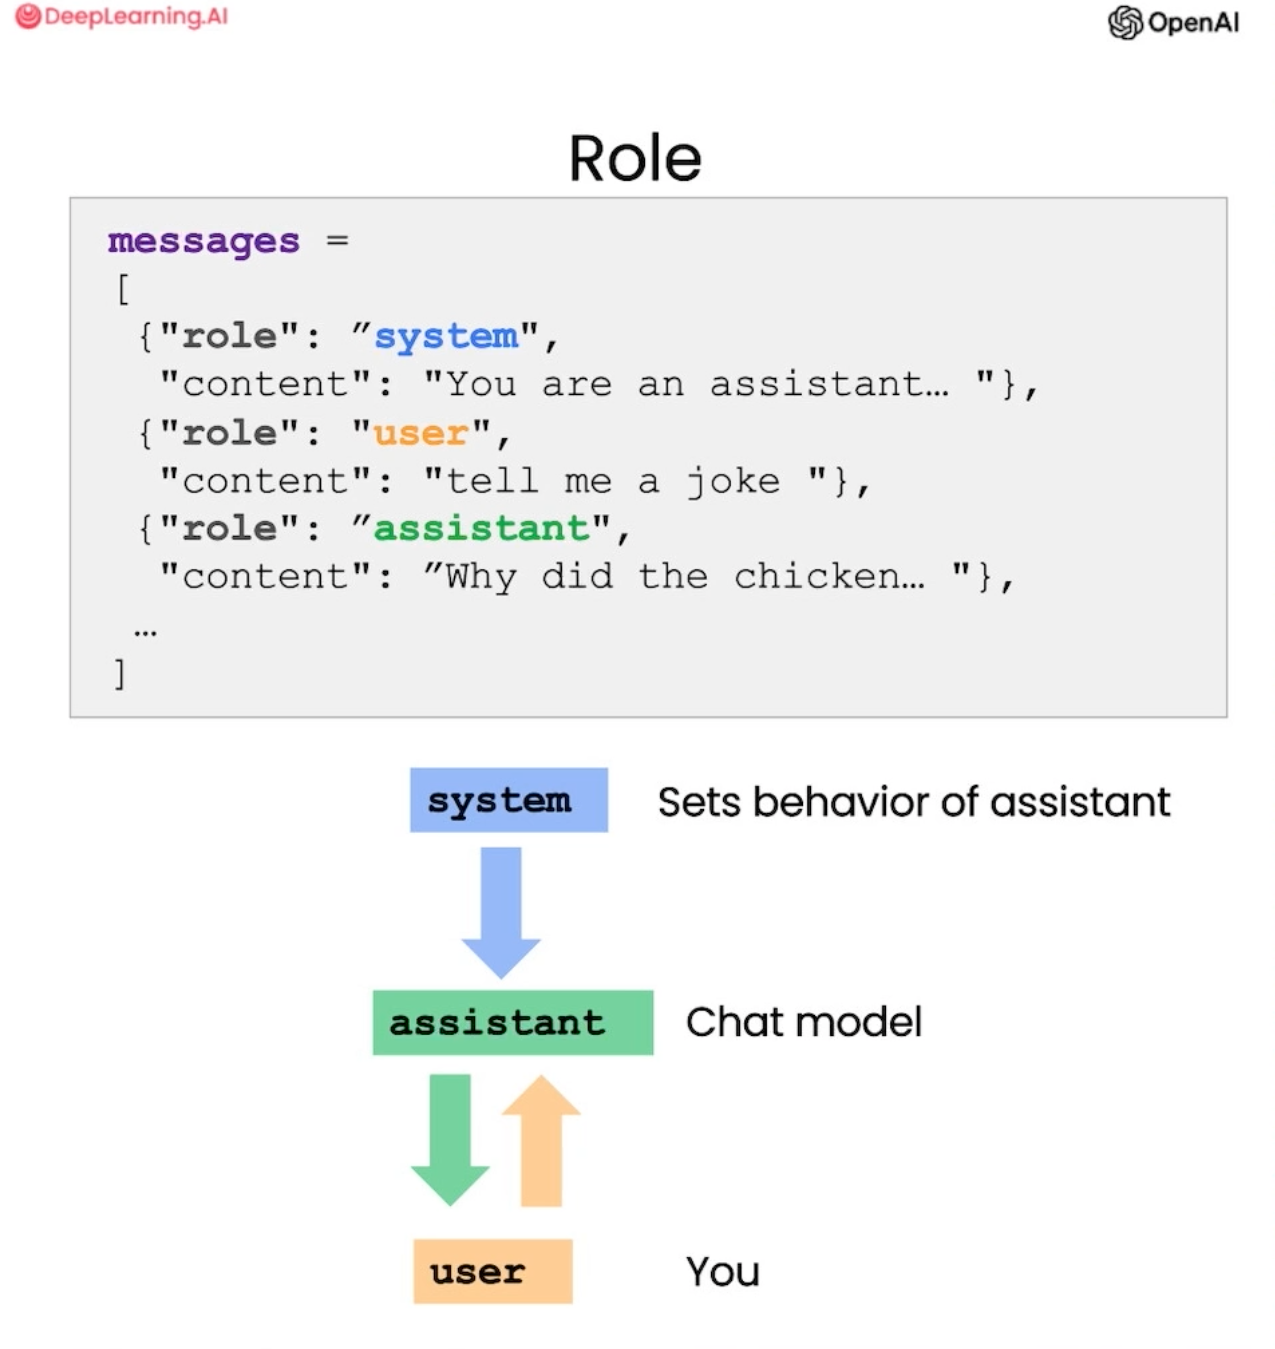 DeepLearning.AI
OpenAI
Role
messages =
[
{"role": ”system",
"content": "You are an assistant… "},
{"role": "user",
"content": "tell me a joke "},
{"role": ”assistant",
"content": ”Why did the chicken… "},
…
]
system
Sets behavior of assistant
assistant
Chat model
user
You